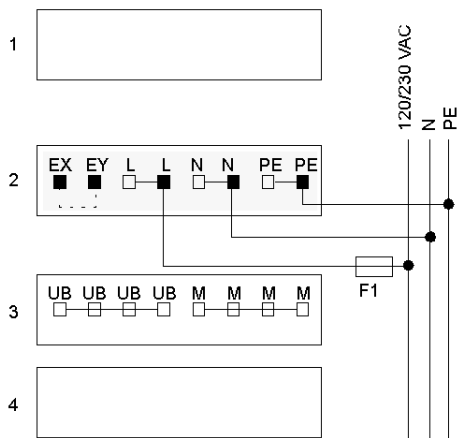 1
120/230 VAC
N
PE
2
EX EY L L N N PE PE
F1
3
UB UB UB UB M M M M
4